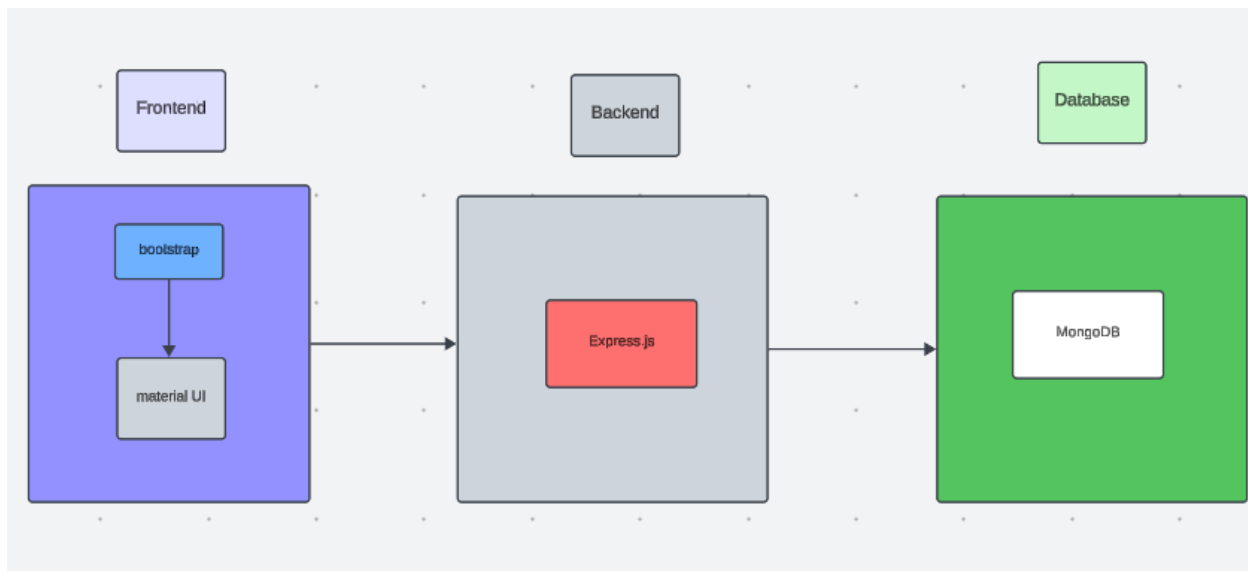 Frontend
Backend
Database
bootstrap
material UI
Express.js
MongoDB